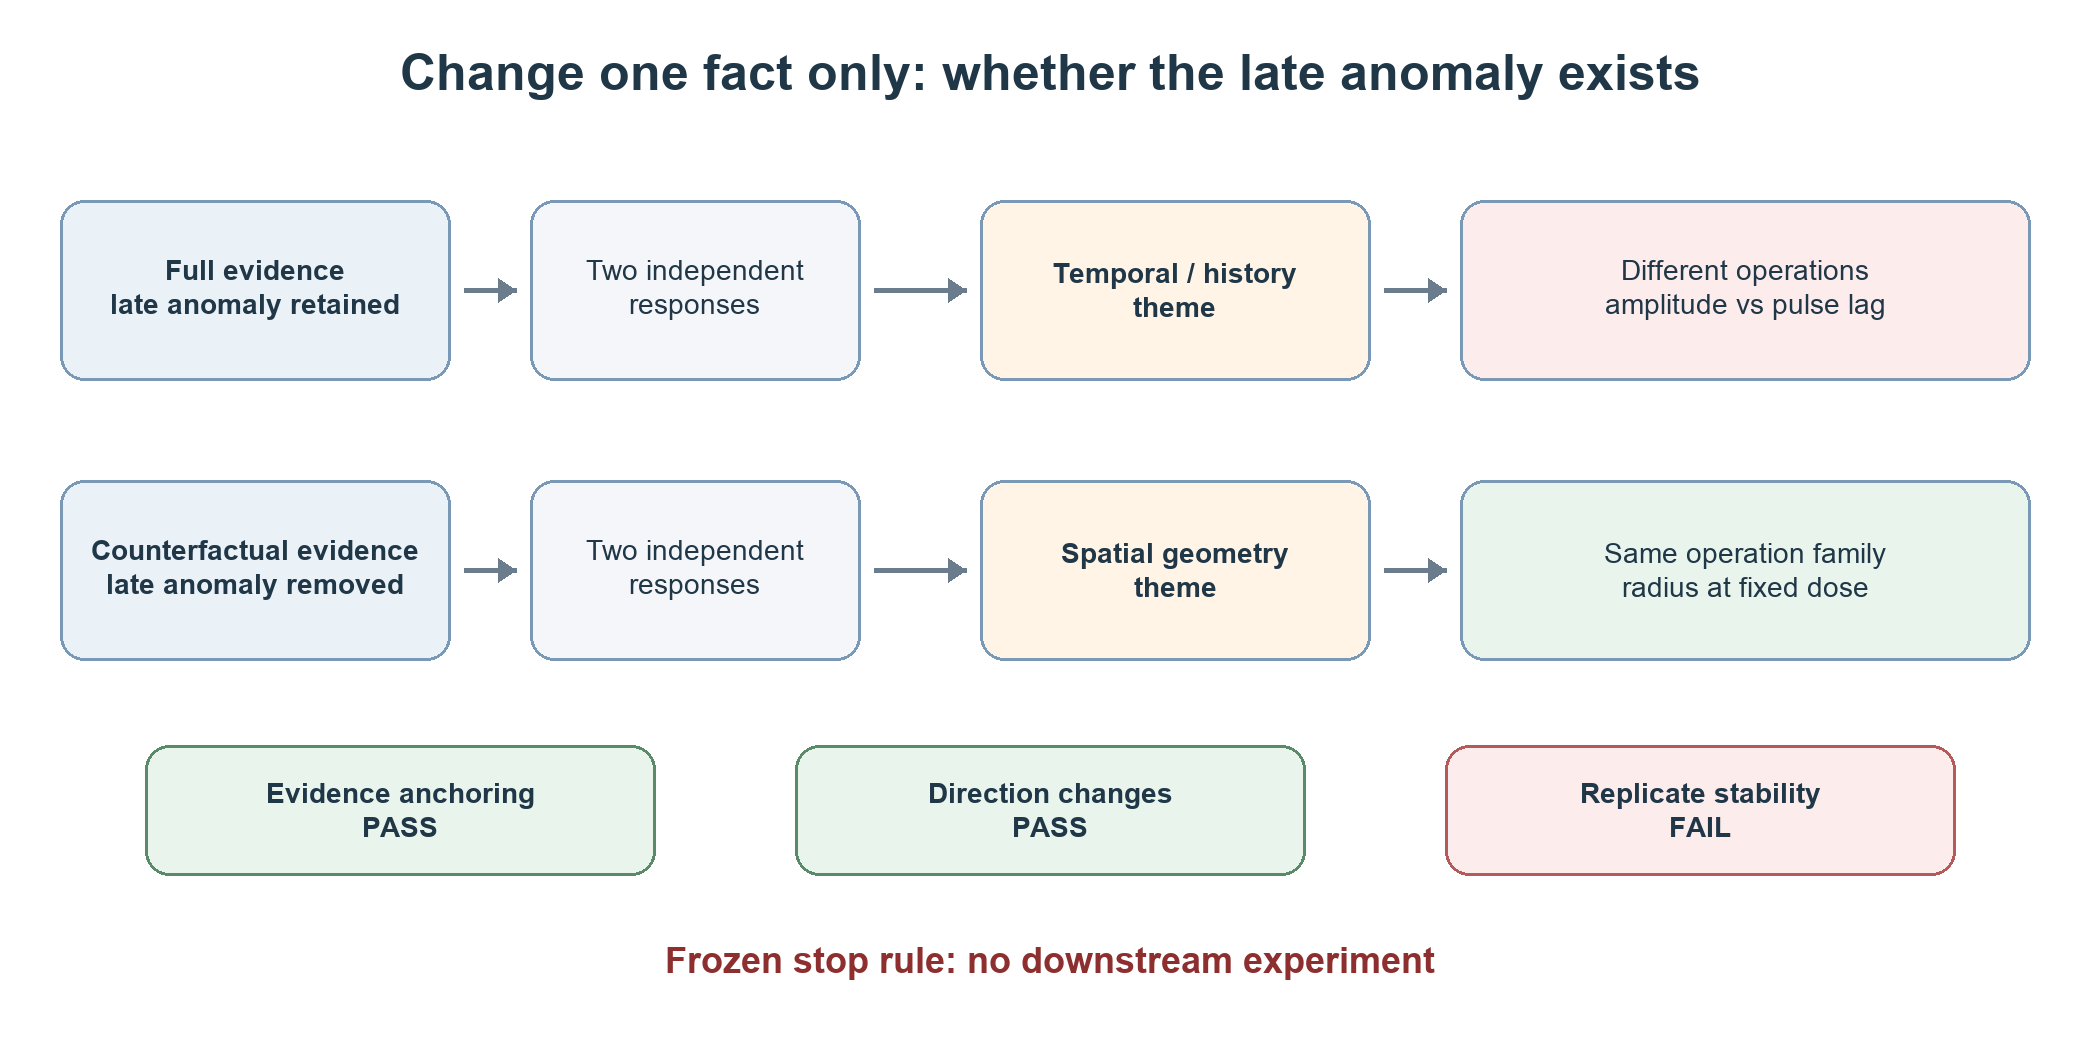 Change one fact only: whether the late anomaly exists
Full evidence
late anomaly retained
Two independent
responses
Temporal / history
theme
Different operations
amplitude vs pulse lag
Counterfactual evidence
late anomaly removed
Two independent
responses
Spatial geometry
theme
Same operation family
radius at fixed dose
Evidence anchoring
PASS
Direction changes
PASS
Replicate stability
FAIL
Frozen stop rule: no downstream experiment